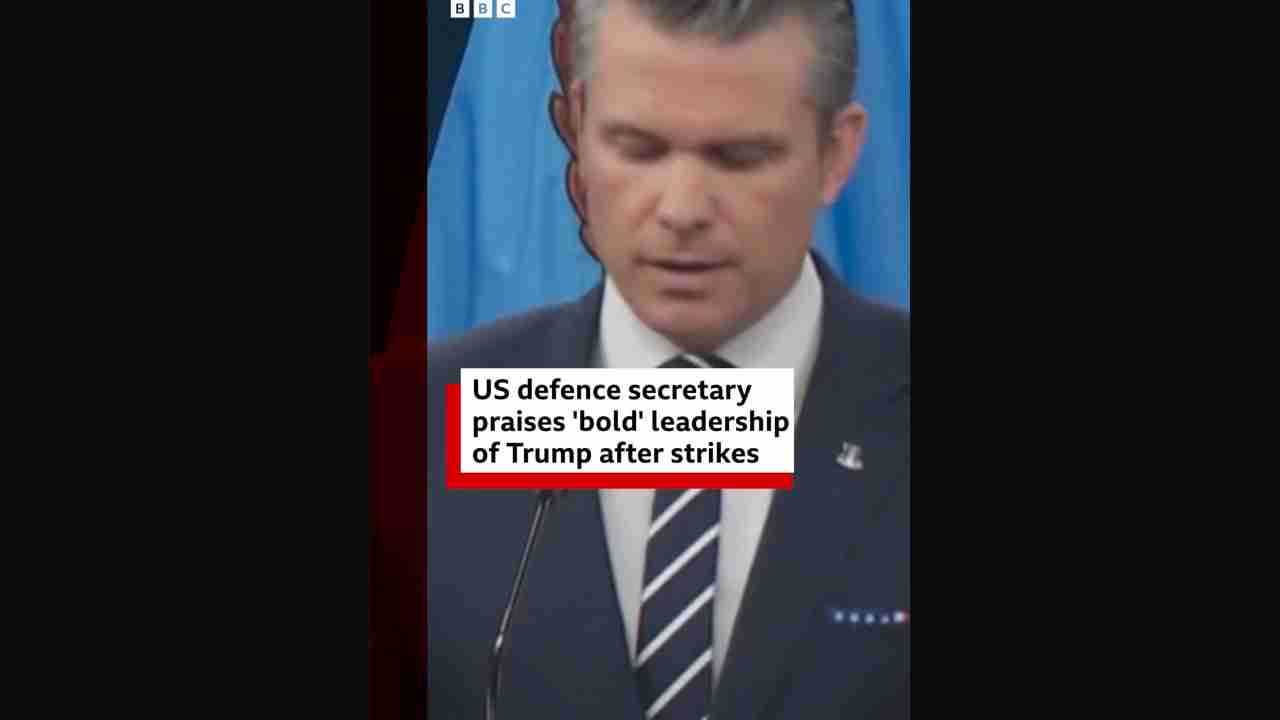 BBC
US defence secretary
praises 'bold' leadership
of Trump after strikes